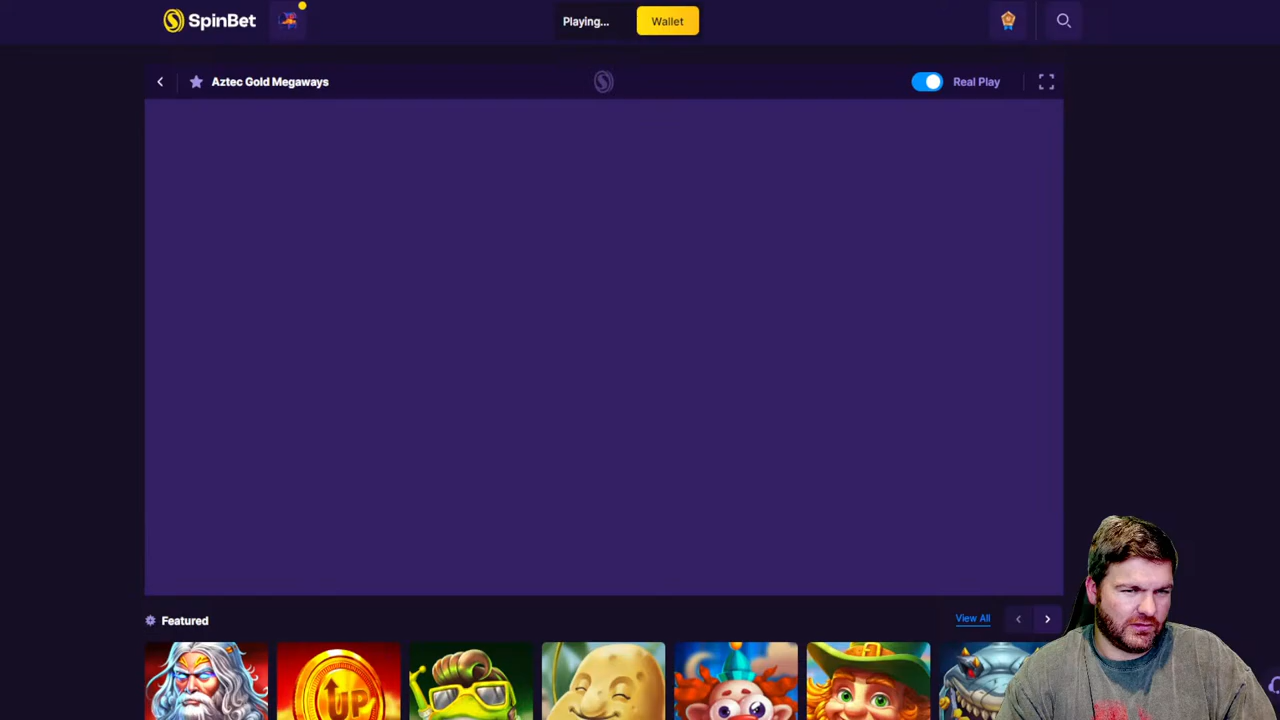 SpinBet
Playing...
Wallet
Aztec Gold Megaways
Real Play
Featured
View All
UP